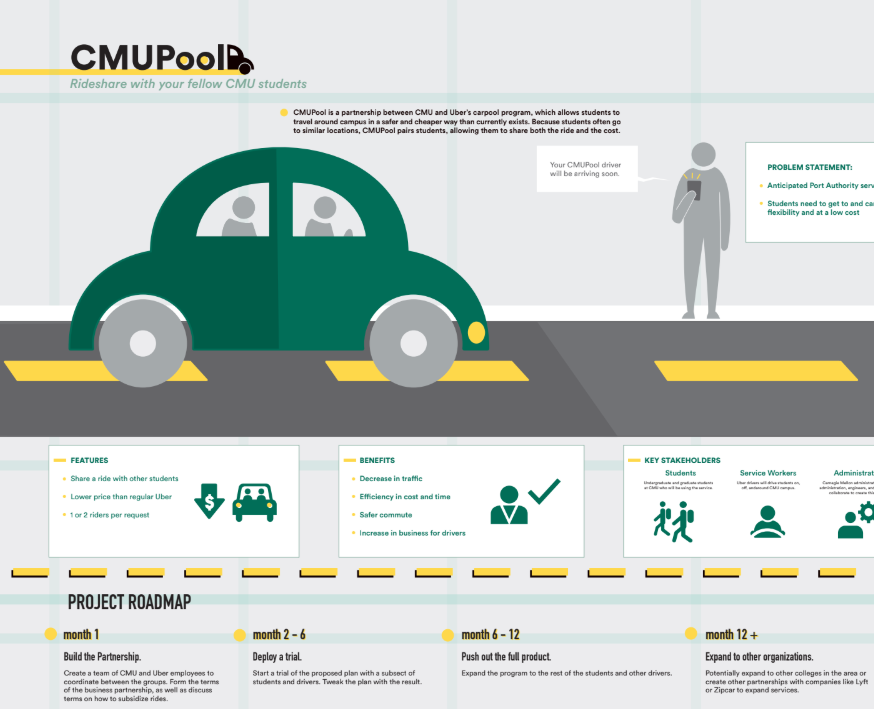 CMUPool
Rideshare with your fellow CMU students
CMUPool is a partnership between CMU and Uber's carpool program, which allows students to
travel around campus in a safer and cheaper way than currently exists. Because students often go
to similar locations, CMUPool pairs students, allowing them to share both the ride and the cost.
Your CMUPool driver
will be arriving soon.
PROBLEM STATEMENT:
Anticipated Port Authority
Students need to get to and
flexibility and at a low cost
FEATURES
Share a ride with other students
Lower price than regular Uber
1 or 2 riders per request
BENEFITS
Decrease in traffic
Efficiency in cost and time
Safer commute
Increase in business for drivers
KEY STAKEHOLDERS
Students
Undergraduate and graduate students
at CMU who will be using the service.
Service Workers
Uber drivers will drive students on,
off, and around CMU campus.
Carnegie Mellon
administration, engineers,
collaborate to create
PROJECT ROADMAP
month 1
Build the Partnership.
Create a team of CMU and Uber employees to
coordinate between the groups. Form the terms
of the business partnership, as well as discuss
terms on how to subsidize rides.
month 2 - 6
Deploy a trial.
Start a trial of the proposed plan with a subsect of
students and drivers. Tweak the plan with the result.
month 6 - 12
Push out the full product.
Expand the program to the rest of the students and other drivers.
month 12 +
Expand to other organizations.
Potentially expand to other colleges in the area or
create other partnerships with companies like Lyft
or Zipcar to expand services.